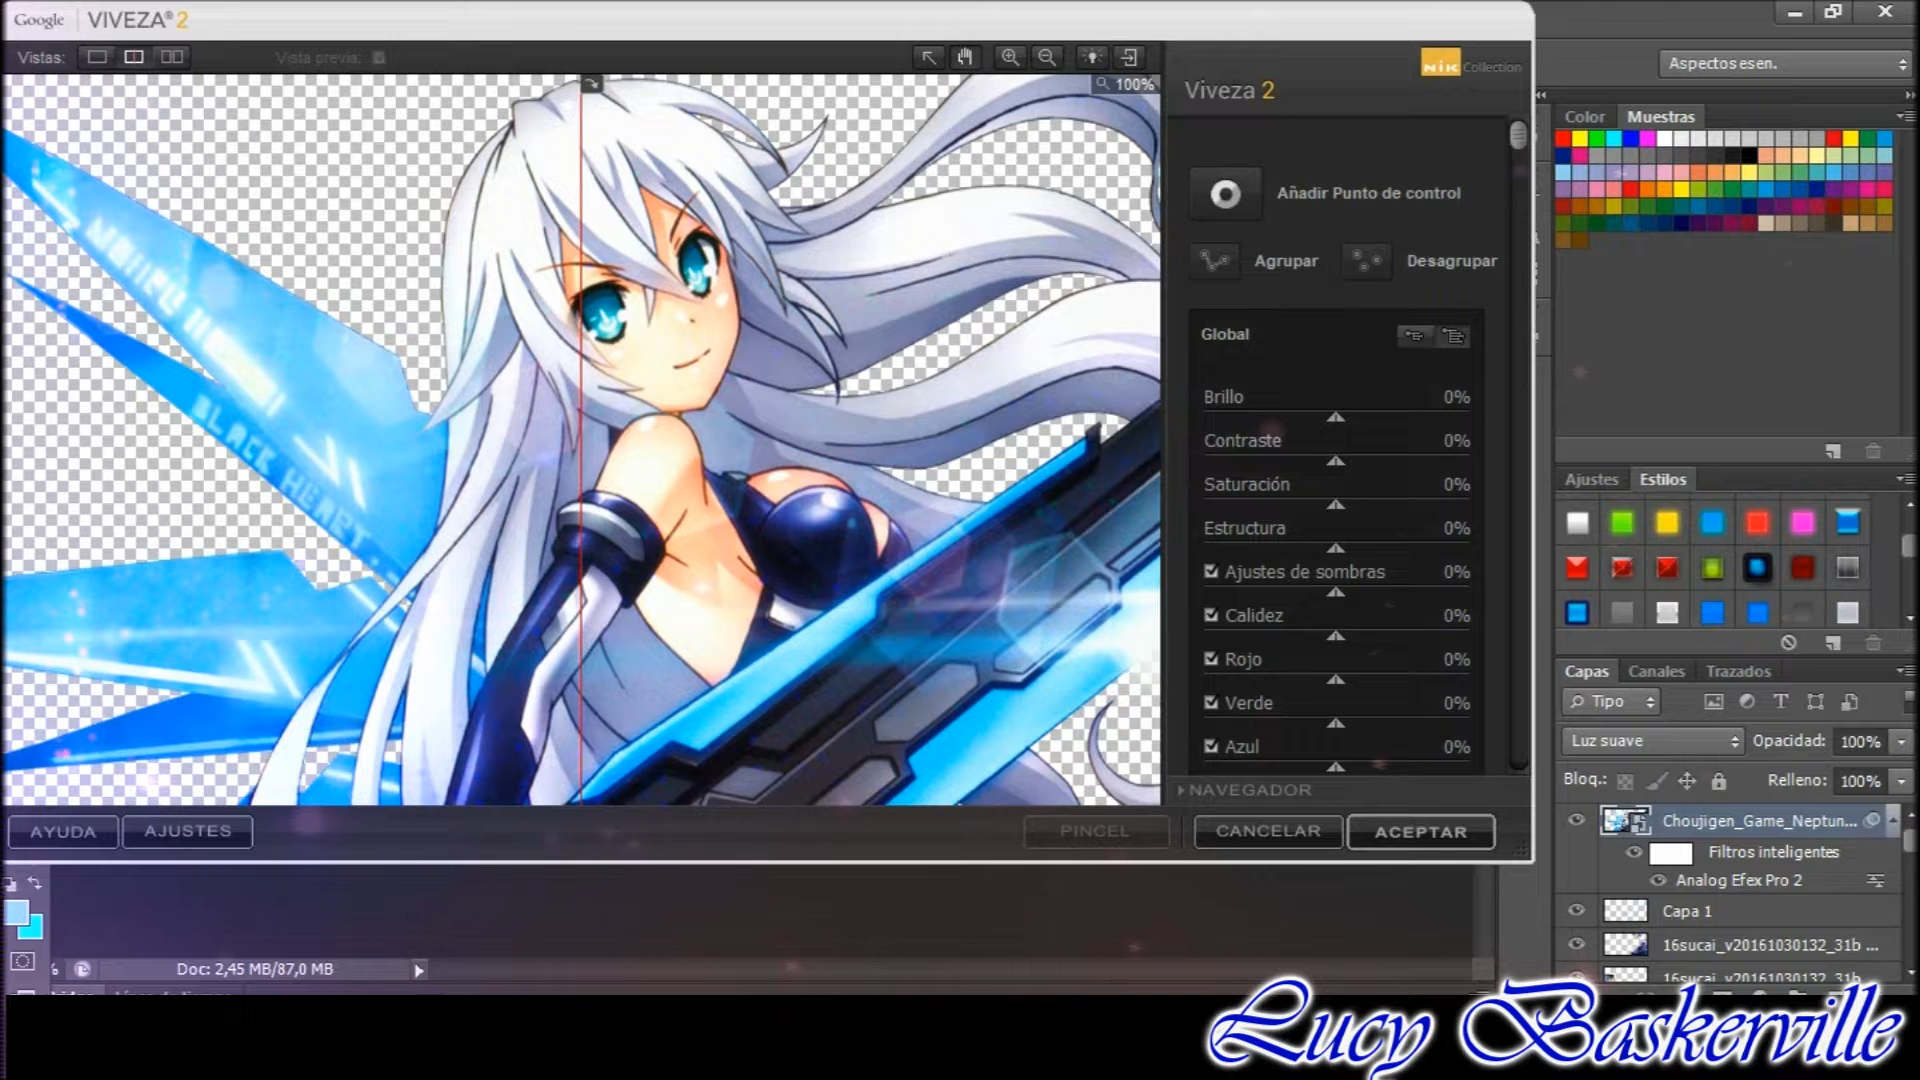 Google VIVEZA® 2
Vistas:
Vista previa:
100%
BLACK HEART
Nik Collection
Viveza 2
Añadir Punto de control
Agrupar
Desagrupar
Global
Brillo 0%
Contraste 0%
Saturación 0%
Estructura 0%
Ajustes de sombras 0%
Calidez 0%
Rojo 0%
Verde 0%
Azul 0%
NAVEGADOR
AYUDA
AJUSTES
PINCEL
CANCELAR
ACEPTAR
Doc: 2,45 MB/87,0 MB
Aspectos esen.
Color Muestras
Ajustes Estilos
Capas Canales Trazados
Tipo
Luz suave Opacidad: 100%
Bloq.: Relleno: 100%
Choujigen_Game_Neptun...
Filtros inteligentes
Analog Efex Pro 2
Capa 1
16sucai_v20161030132_31b ...
16sucai_v20161030132_31b
Lucy Baskerville